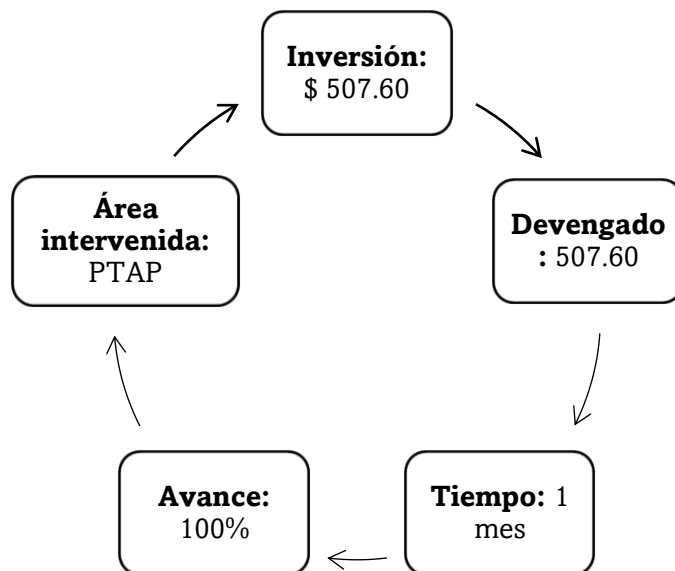 Inversión:
$ 507.60
Devengado
: 507.60
Tiempo: 1
mes
Avance:
100%
Área
intervenida:
PTAP